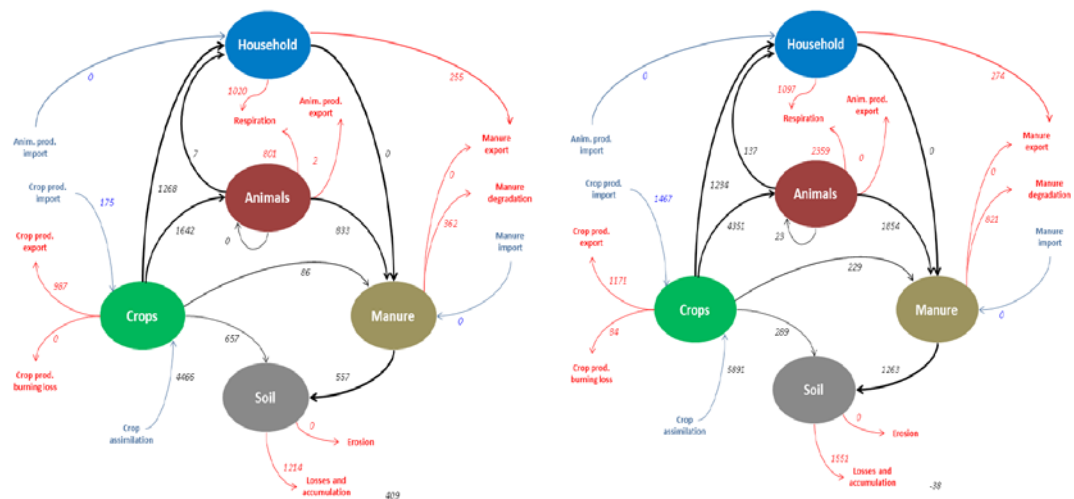 Household
0
255
1020
Anim. prod.
export
Respiration
Anim. prod.
import
801
2
7
0
Manure
export
0
Crop prod.
import
175
1268
Animals
Manure
degradation
362
1642
0
833
Manure
import
Crop prod.
export
86
987
Crops
Manure
0
0
657
Crop prod.
burning loss
4466
557
Soil
0
Crop
assimilation
Erosion
1214
Losses and
accumulation
409
Household
0
274
1097
Anim. prod.
export
Respiration
Anim. prod.
import
2359
0
137
0
Manure
export
0
Crop prod.
import
1467
1294
Animals
Manure
degradation
821
4351
23
1854
Manure
import
Crop prod.
export
229
1171
Crops
Manure
0
94
289
Crop prod.
burning loss
1263
Soil
0
Crop
assimilation
Erosion
1551
Losses and
accumulation
-38